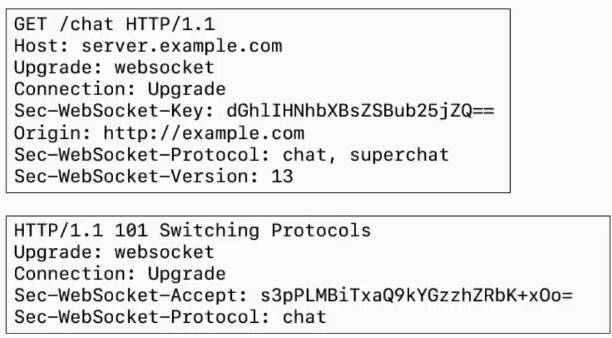 GET /chat HTTP/1.1
Host: server.example.com
Upgrade: websocket
Connection: Upgrade
Sec-WebSocket-Key: dGhlIHNhbXBsZSBub25jZQ==
Origin: http://example.com
Sec-WebSocket-Protocol: chat, superchat
Sec-WebSocket-Version: 13
HTTP/1.1 101 Switching Protocols
Upgrade: websocket
Connection: Upgrade
Sec-WebSocket-Accept: s3pPLMBiTxaQ9kYGzzhZRbK+xOo=
Sec-WebSocket-Protocol: chat